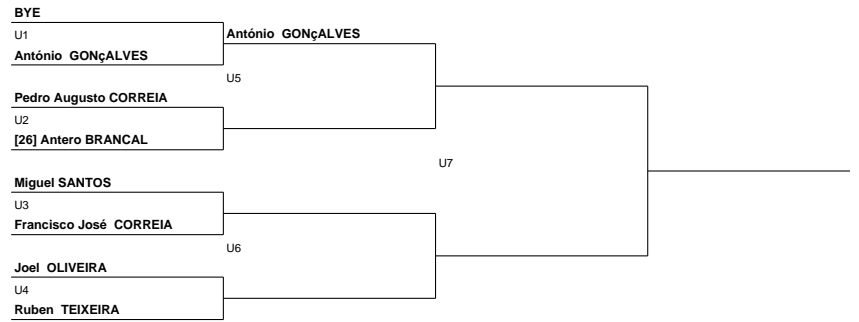 BYE
U1
António GONçALVES
António GONçALVES
U5
Pedro Augusto CORREIA
U2
[26] Antero BRANCAL
U7
Miguel SANTOS
U3
Francisco José CORREIA
U6
Joel OLIVEIRA
U4
Ruben TEIXEIRA